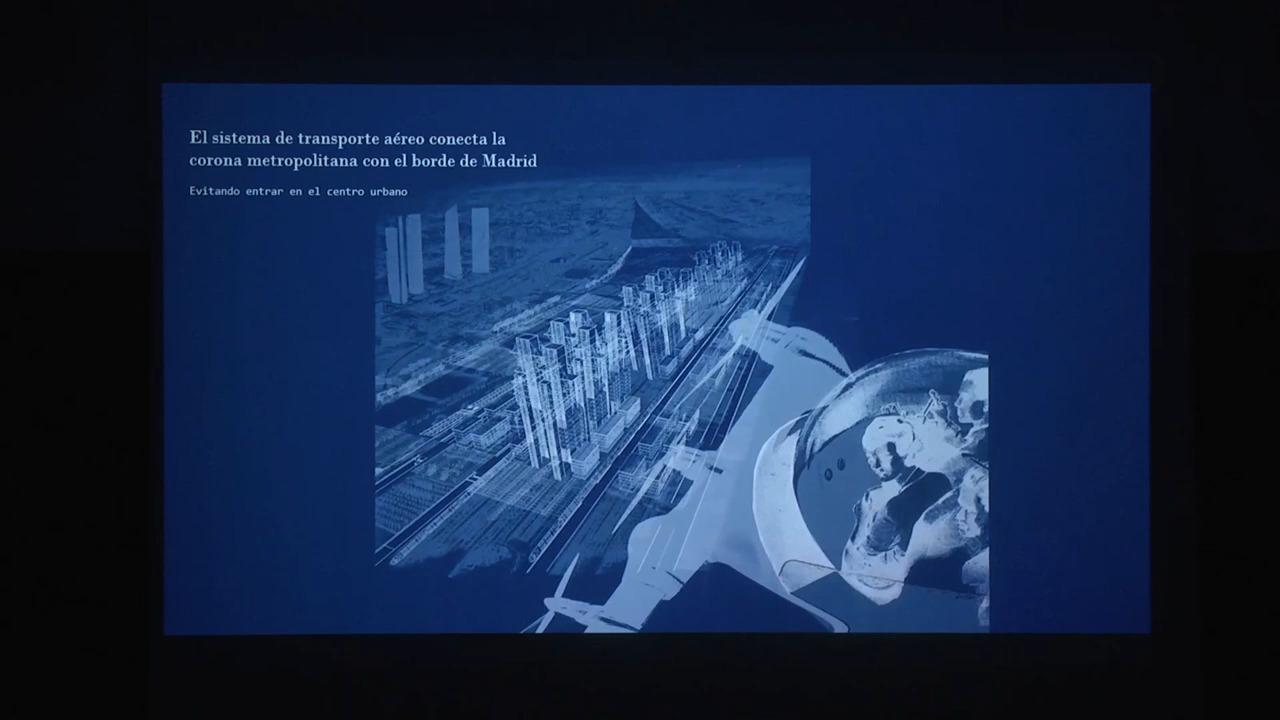 El sistema de transporte aéreo conecta la
corona metropolitana con el borde de Madrid
Evitando entrar en el centro urbano